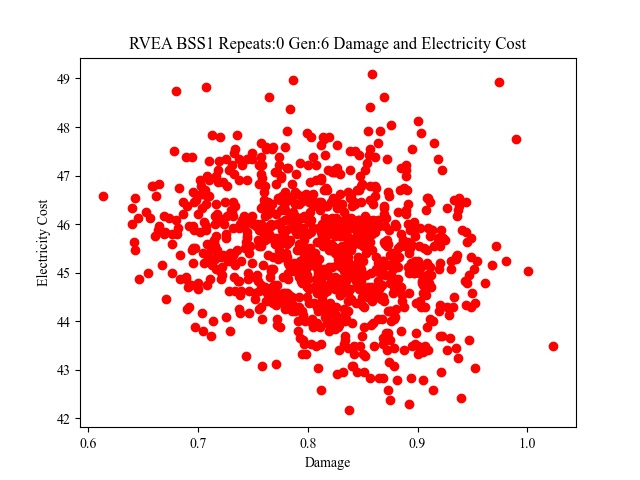 RVEA BSS1 Repeats:0 Gen:6 Damage and Electricity Cost
49
48
47
46
45
44
43
42
Electricity Cost
0.6 0.7 0.8 0.9 1.0
Damage